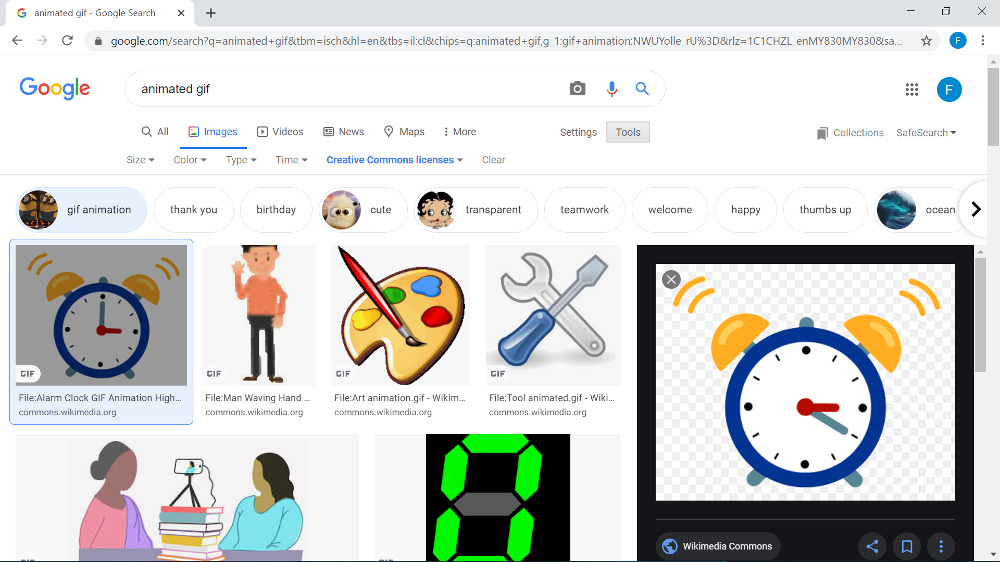 animated gif - Google Search
google.com/search?q=animated+gif&tbm=isch&hl=en&tbs=il:cl&chips=q:animated+gif,g_1:gif+animation:NWUYolle_rU%3D&rlz=1C1CHZL_enMY830MY830&sa...
F
Google
animated gif
F
All
Images
Videos
News
Maps
More
Settings
Tools
Collections
SafeSearch
Size
Color
Type
Time
Creative Commons licenses
Clear
gif animation
thank you
birthday
cute
transparent
teamwork
welcome
happy
thumbs up
ocean
GIF
GIF
GIF
GIF
File:Alarm Clock GIF Animation High...
commons.wikimedia.org
File:Man Waving Hand ...
commons.wikimedia.org
File:Art animation.gif - Wikim...
commons.wikimedia.org
File:Tool animated.gif - Wiki...
commons.wikimedia.org
Wikimedia Commons